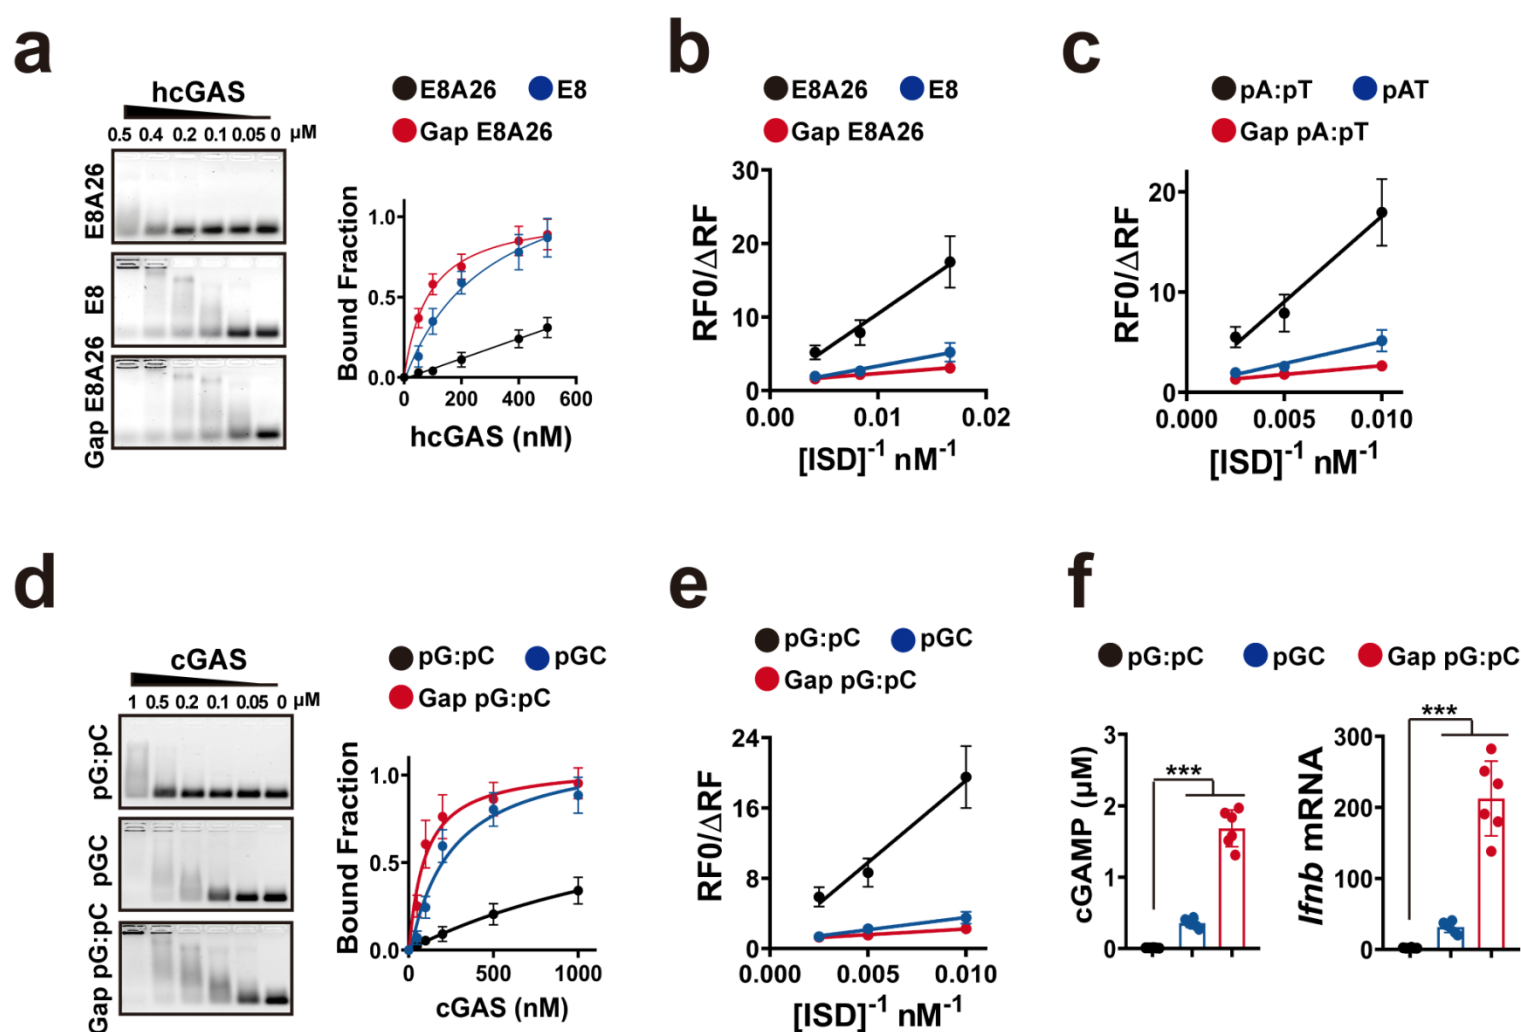 a
hcGAS
0.5 0.4 0.2 0.1 0.05 0 μM
E8A26
E8
Gap E8A26
E8A26 E8
Gap E8A26
Bound Fraction
1.0
0.5
0.0
0 200 400 600
hcGAS (nM)
b
E8A26 E8
Gap E8A26
RF0/ΔRF
30
20
10
0
0.00 0.01 0.02
[ISD]-1 nM-1
c
pA:pT pAT
Gap pA:pT
RF0/ΔRF
20
10
0
0.000 0.005 0.010
[ISD]-1 nM-1
d
cGAS
1 0.5 0.2 0.1 0.05 0 μM
pG:pC
pGC
Gap pG:pC
pG:pC pGC
Gap pG:pC
Bound Fraction
1.0
0.5
0.0
0 500 1000
cGAS (nM)
e
pG:pC pGC
Gap pG:pC
RF0/ΔRF
24
16
8
0
0.000 0.005 0.010
[ISD]-1 nM-1
f
pG:pC pGC Gap pG:pC
cGAMP (μM)
3
2
1
0
***
Ifnb mRNA
300
200
100
0
***